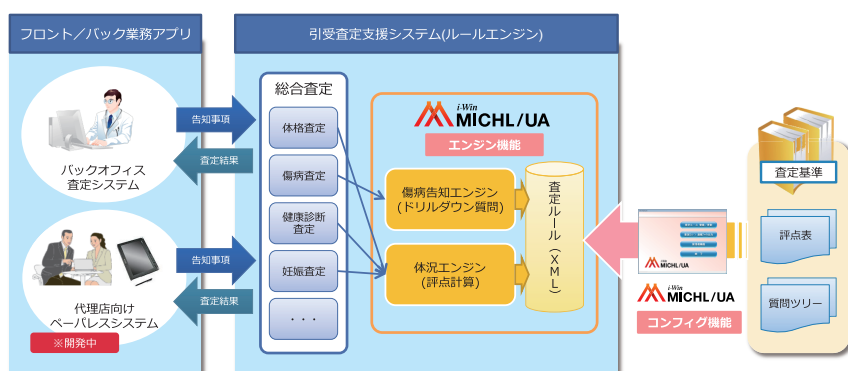 フロント／バック業務アプリ
引受査定支援システム(ルールエンジン)
バックオフィス
査定システム
代理店向け
ペーパレスシステム
※開発中
告知事項
査定結果
告知事項
査定結果
総合査定
体格査定
傷病査定
健康診断
査定
妊娠査定
・・・
i-Win
MICHL/UA
エンジン機能
傷病告知エンジン
(ドリルダウン質問)
体況エンジン
(評点計算)
査定ルール（XML）
MICHL/UA
i-Win
MICHL/UA
コンフィグ機能
査定基準
評点表
質問ツリー